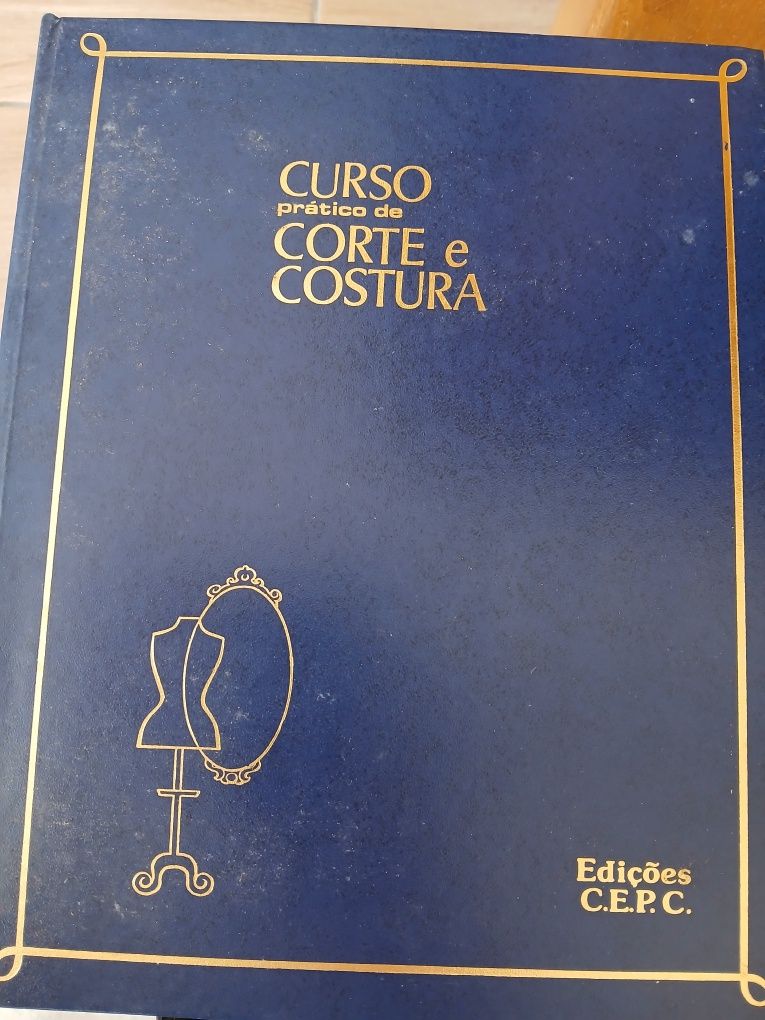 CURSO
prático de
CORTE e
COSTURA
Edições
C.E.P. C.